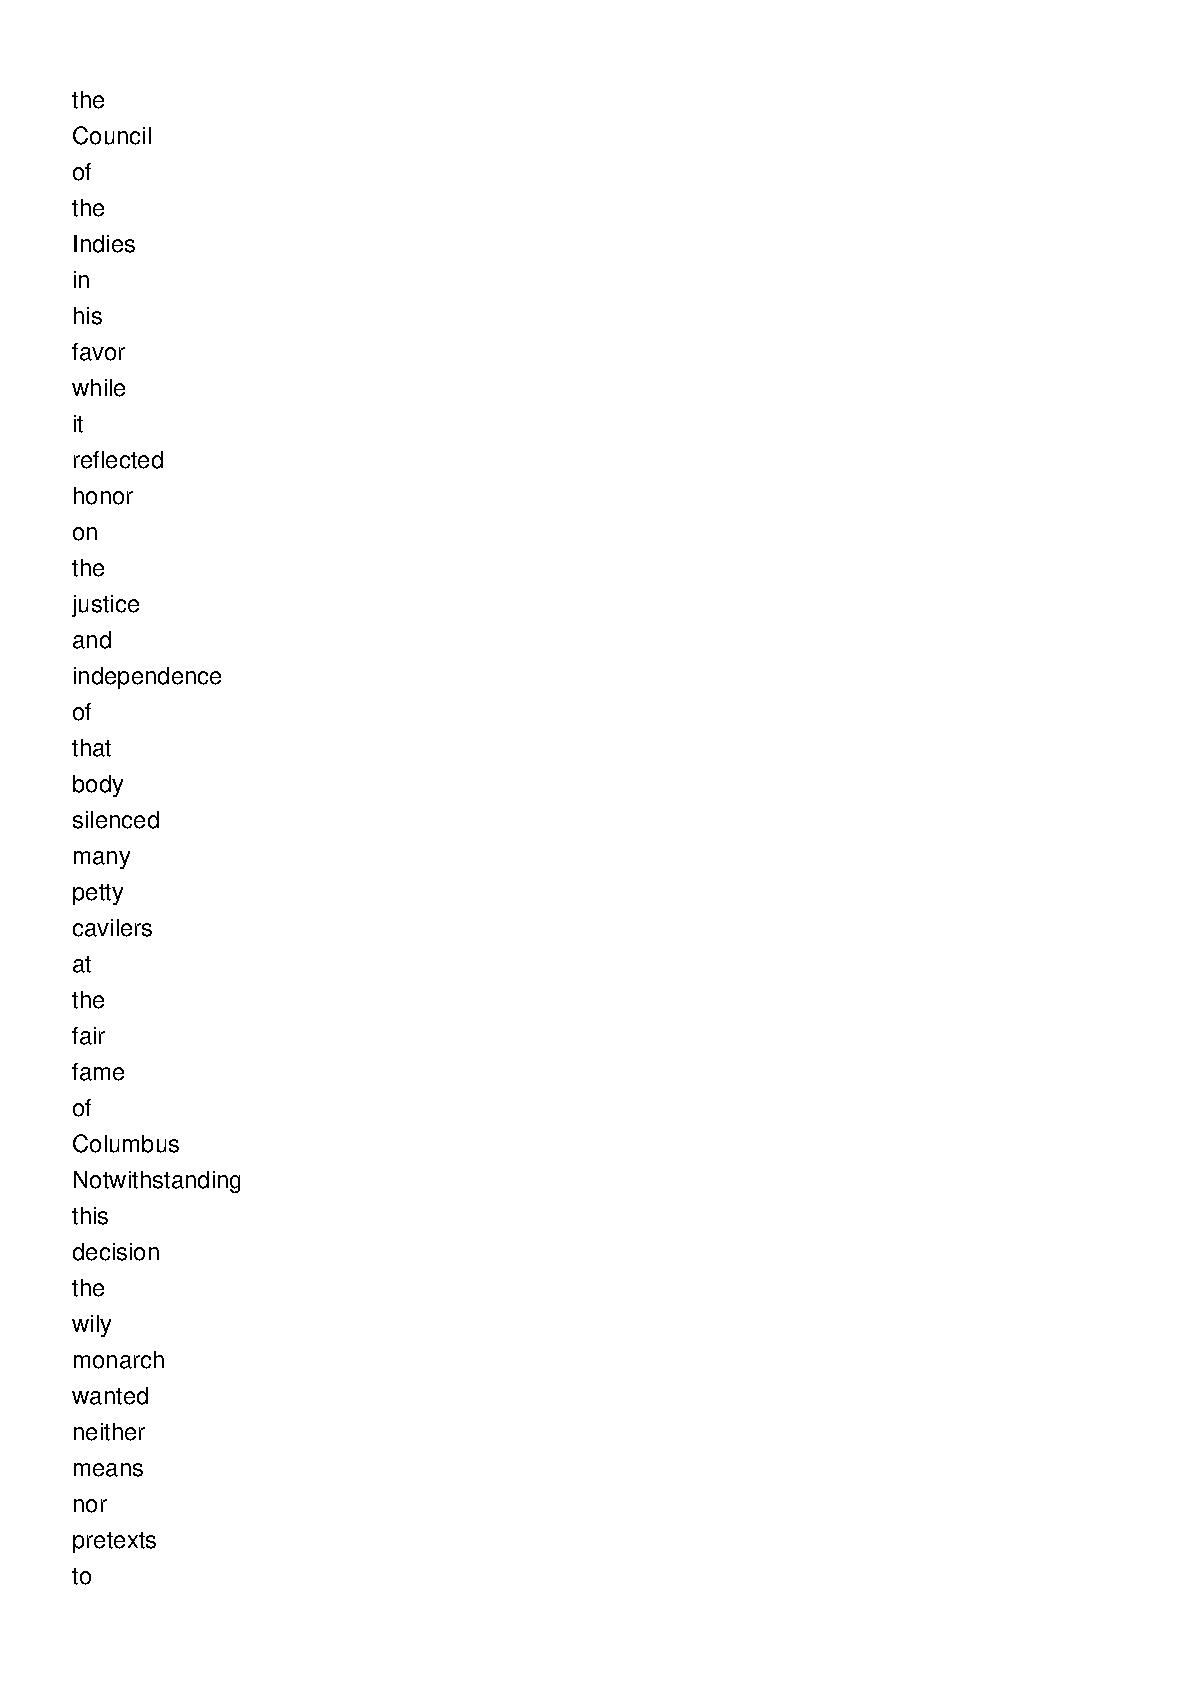 the
Council
of
the
Indies
in
his
favor
while
it
reflected
honor
on
the
justice
and
independence
of
that
body
silenced
many
petty
cavilers
at
the
fair
fame
of
Columbus
Notwithstanding
this
decision
the
wily
monarch
wanted
neither
means
nor
pretexts
to